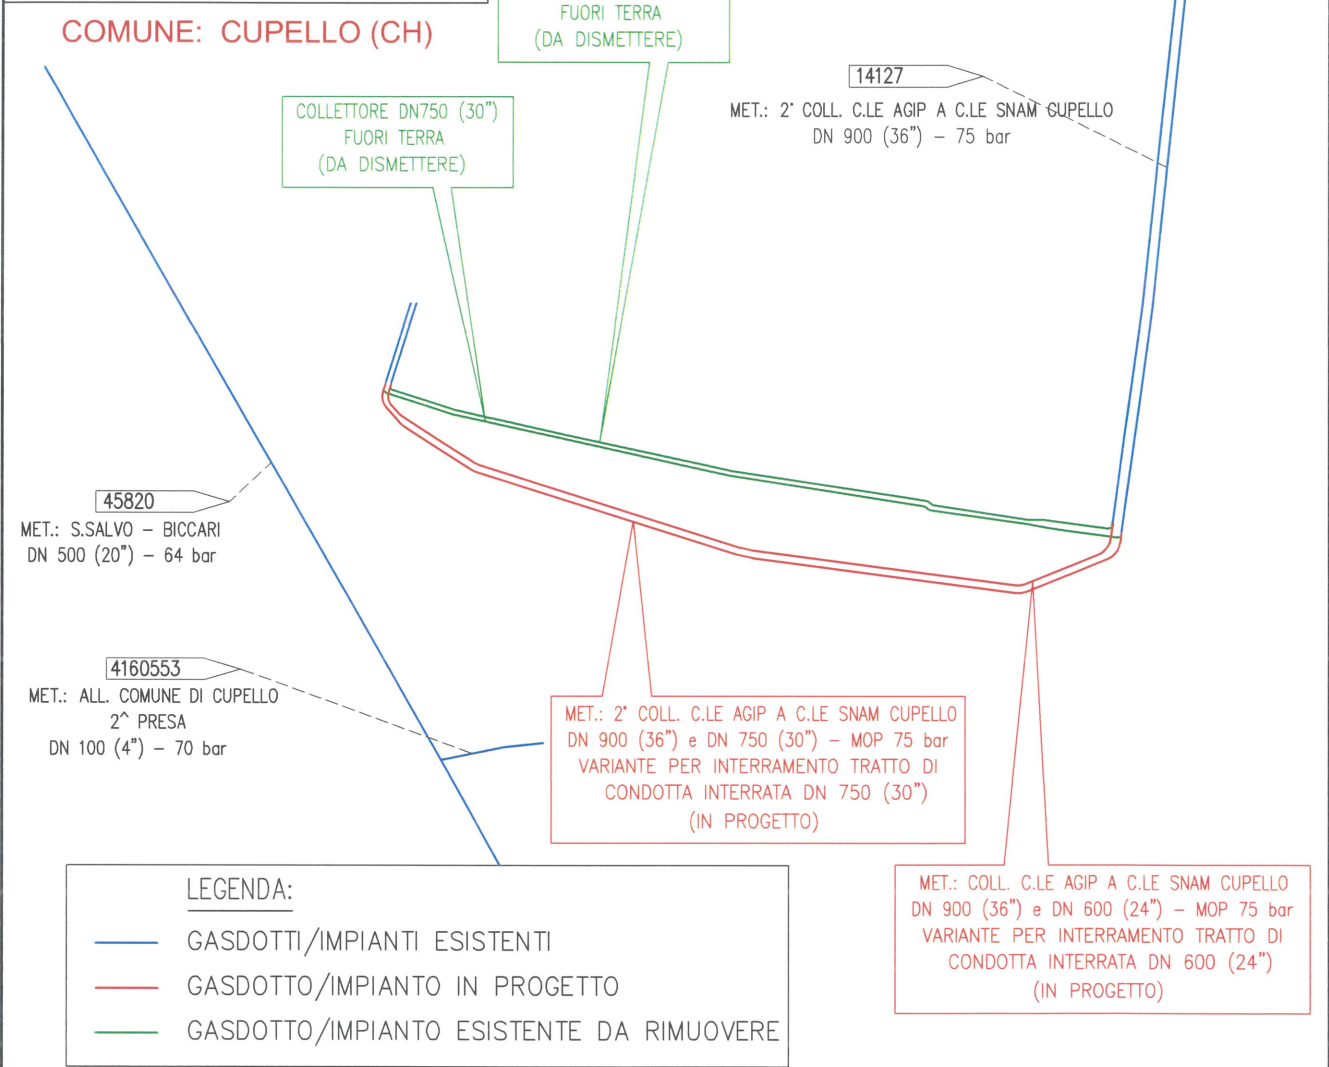 COMUNE: CUPELLO (CH)
FUORI TERRA
(DA DISMETTERE)
14127
MET.: 2° COLL. C.LE AGIP A C.LE SNAM CUPELLO
DN 900 (36") – 75 bar
COLLETTORE DN750 (30")
FUORI TERRA
(DA DISMETTERE)
45820
MET.: S.SALVO – BICCARI
DN 500 (20") – 64 bar
4160553
MET.: ALL. COMUNE DI CUPELLO
2^ PRESA
DN 100 (4") – 70 bar
MET.: 2° COLL. C.LE AGIP A C.LE SNAM CUPELLO
DN 900 (36") e DN 750 (30") – MOP 75 bar
VARIANTE PER INTERRAMENTO TRATTO DI
CONDOTTA INTERRATA DN 750 (30")
(IN PROGETTO)
MET.: COLL. C.LE AGIP A C.LE SNAM CUPELLO
DN 900 (36") e DN 600 (24") – MOP 75 bar
VARIANTE PER INTERRAMENTO TRATTO DI
CONDOTTA INTERRATA DN 600 (24")
(IN PROGETTO)
LEGENDA:
GASDOTTI/IMPIANTI ESISTENTI
GASDOTTO/IMPIANTO IN PROGETTO
GASDOTTO/IMPIANTO ESISTENTE DA RIMUOVERE